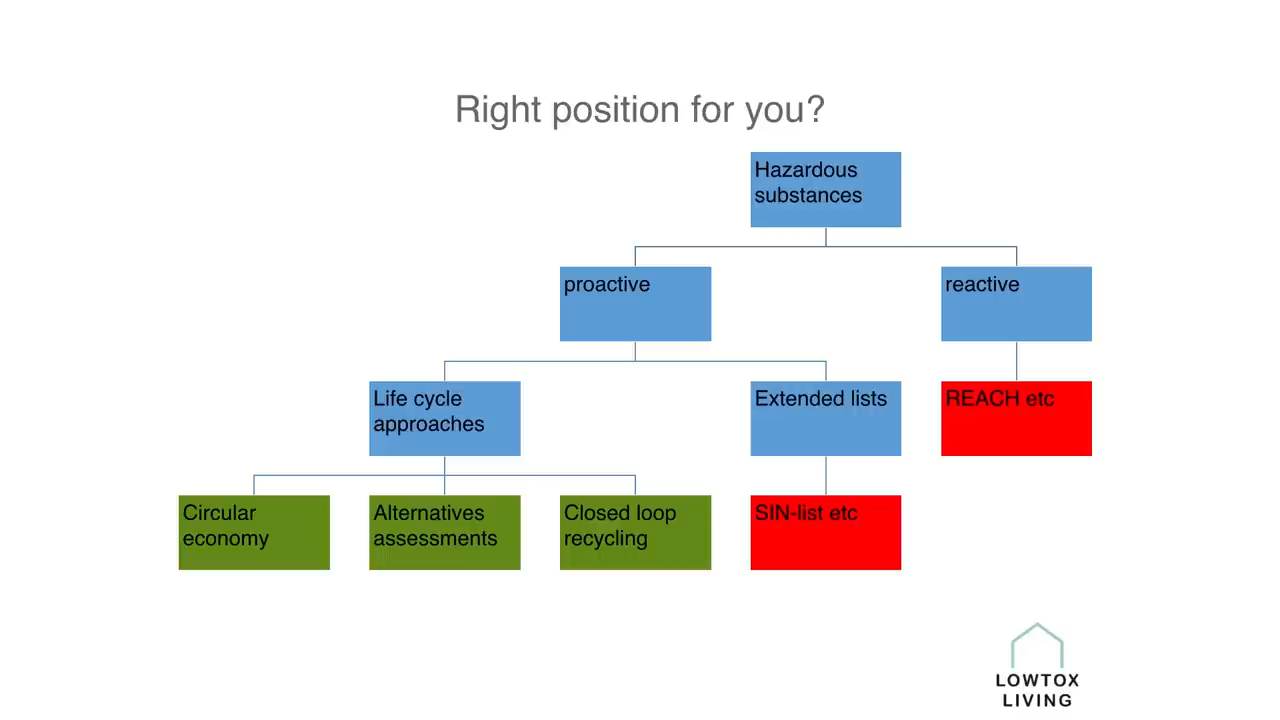 Right position for you?
Hazardous
substances
proactive
reactive
Life cycle
approaches
Extended lists
REACH etc
Circular
economy
Alternatives
assessments
Closed loop
recycling
SIN-list etc
LOWTOX
LIVING